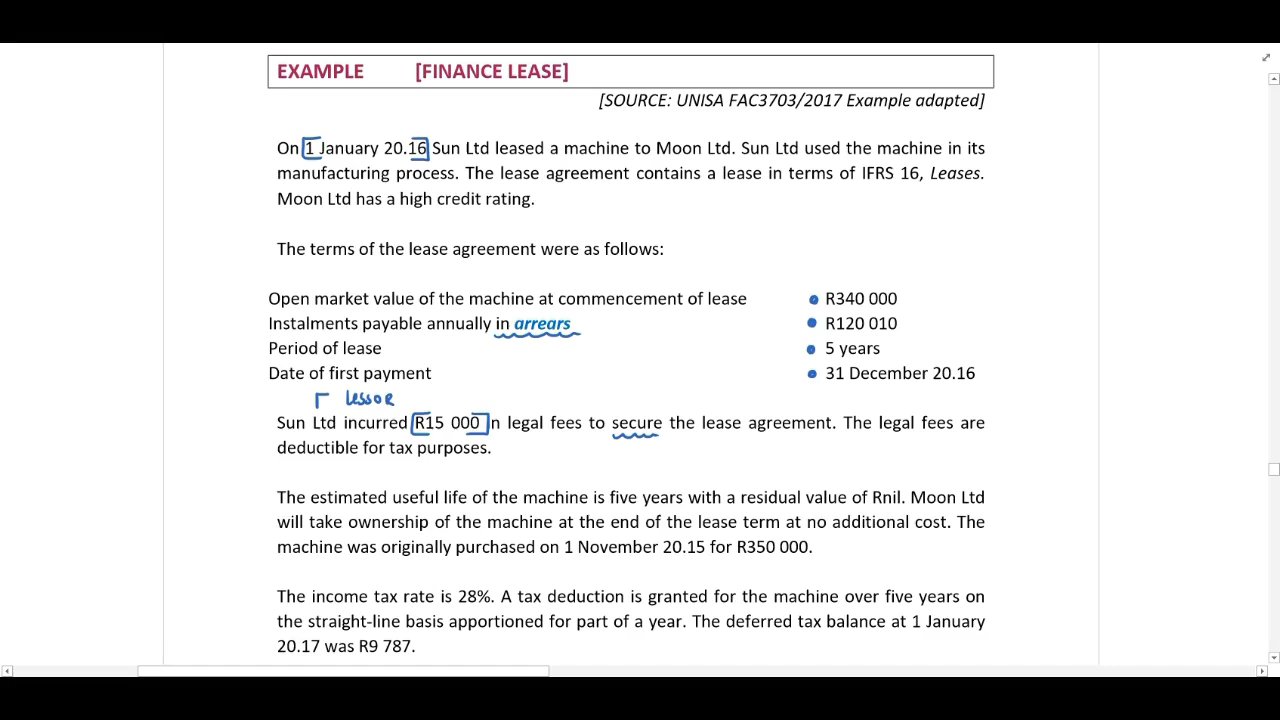 EXAMPLE [FINANCE LEASE]
[SOURCE: UNISA FAC3703/2017 Example adapted]
On 1 January 20.16 Sun Ltd leased a machine to Moon Ltd. Sun Ltd used the machine in its
manufacturing process. The lease agreement contains a lease in terms of IFRS 16, Leases.
Moon Ltd has a high credit rating.
The terms of the lease agreement were as follows:
Open market value of the machine at commencement of lease R340 000
Instalments payable annually in arrears R120 010
Period of lease 5 years
Date of first payment 31 December 20.16
lessor
Sun Ltd incurred R15 000 in legal fees to secure the lease agreement. The legal fees are
deductible for tax purposes.
The estimated useful life of the machine is five years with a residual value of Rnil. Moon Ltd
will take ownership of the machine at the end of the lease term at no additional cost. The
machine was originally purchased on 1 November 20.15 for R350 000.
The income tax rate is 28%. A tax deduction is granted for the machine over five years on
the straight-line basis apportioned for part of a year. The deferred tax balance at 1 January
20.17 was R9 787.